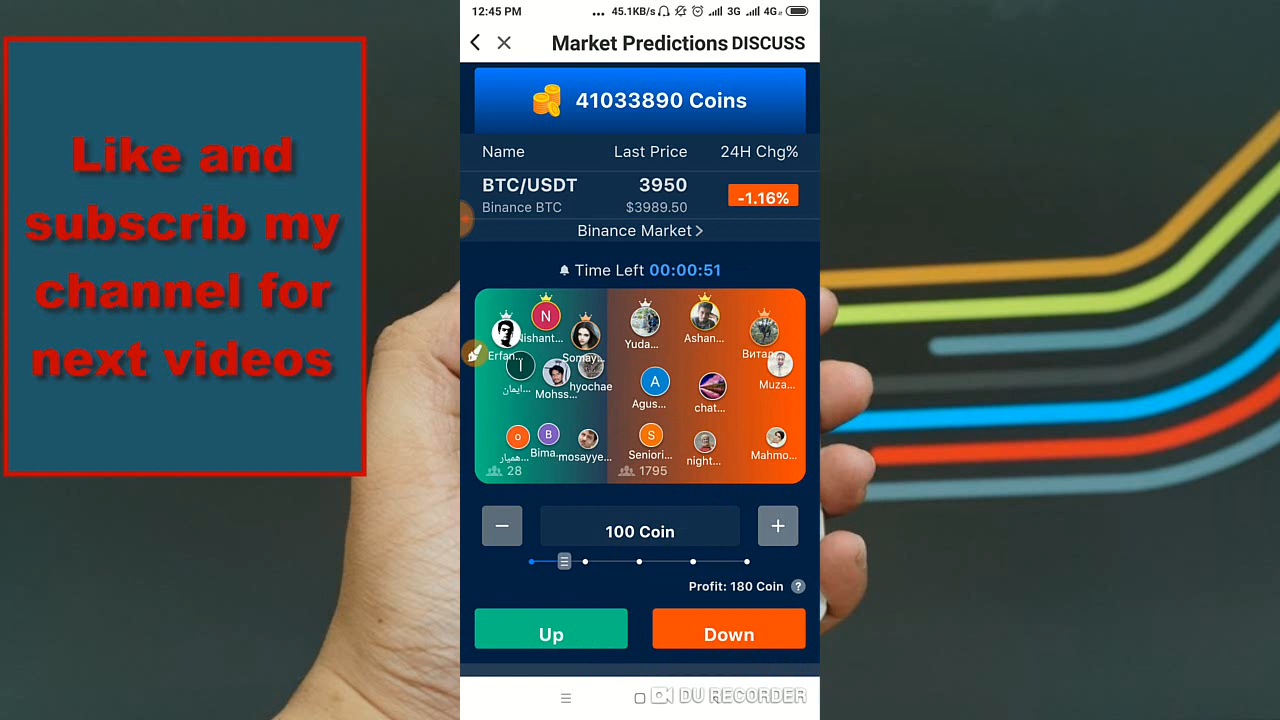 Like and
subscrib my
channel for
next videos
12:45 PM
... 45.1KB/s 3G 4G
Market Predictions DISCUSS
41033890 Coins
Name Last Price 24H Chg%
BTC/USDT 3950 -1.16%
Binance BTC $3989.50
Binance Market >
Time Left 00:00:51
N
Nishant...
Erfan...
Somay...
Yuda...
Ashan...
Витал...
I
ایمان...
Mohss...
hyochae
A
Agus...
chat...
Muza...
o
همیار...
B
Bima...
mosayye...
S
Seniori...
night...
Mahmo...
28
1795
− 100 Coin +
Profit: 180 Coin ?
Up Down
DU RECORDER